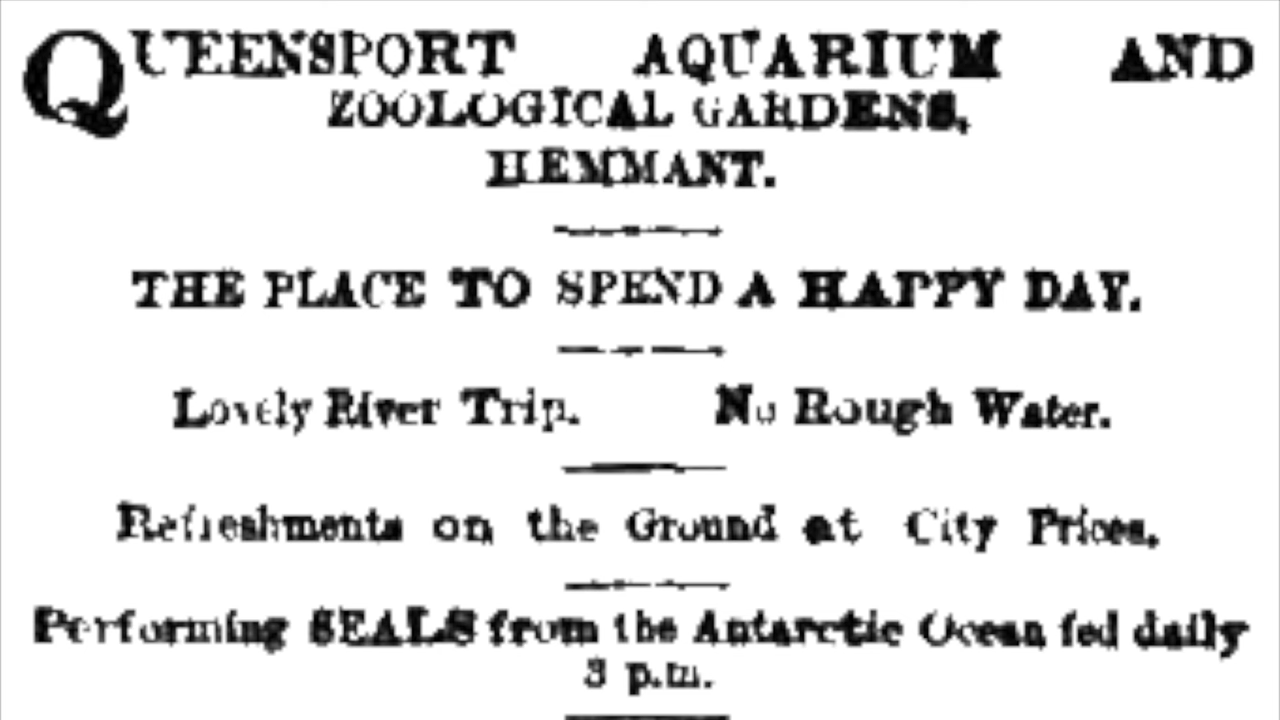 QUEENSPORT AQUARIUM AND
ZOOLOGICAL GARDENS,
HEMMANT.
THE PLACE TO SPEND A HAPPY DAY.
Lovely River Trip. No Rough Water.
Refreshments on the Ground at City Prices.
Performing SEALS from the Antarctic Ocean fed daily
3 p.m.